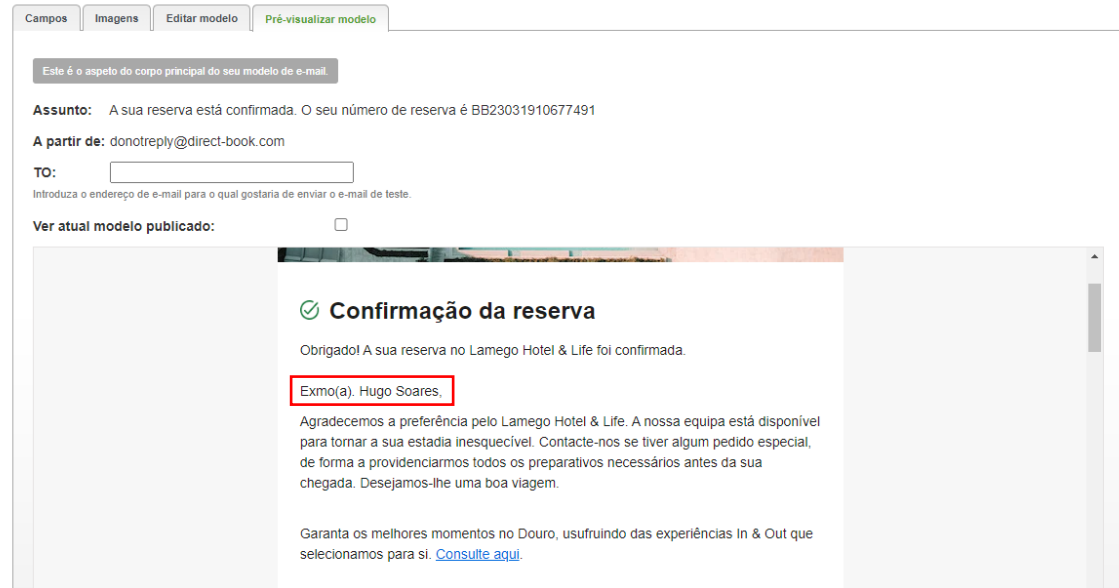 Campos Imagens Editar modelo Pré-visualizar modelo
Este é o aspeto do corpo principal do seu modelo de e-mail.
Assunto: A sua reserva está confirmada. O seu número de reserva é BB23031910677491
A partir de: donotreply@direct-book.com
TO:
Introduza o endereço de e-mail para o qual gostaria de enviar o e-mail de teste.
Ver atual modelo publicado:
Confirmação da reserva
Obrigado! A sua reserva no Lamego Hotel & Life foi confirmada.
Exmo(a). Hugo Soares,
Agradecemos a preferência pelo Lamego Hotel & Life. A nossa equipa está disponível
para tornar a sua estadia inesquecível. Contacte-nos se tiver algum pedido especial,
de forma a providenciarmos todos os preparativos necessários antes da sua
chegada. Desejamos-lhe uma boa viagem.
Garanta os melhores momentos no Douro, usufruindo das experiências In & Out que
selecionamos para si. Consulte aqui.